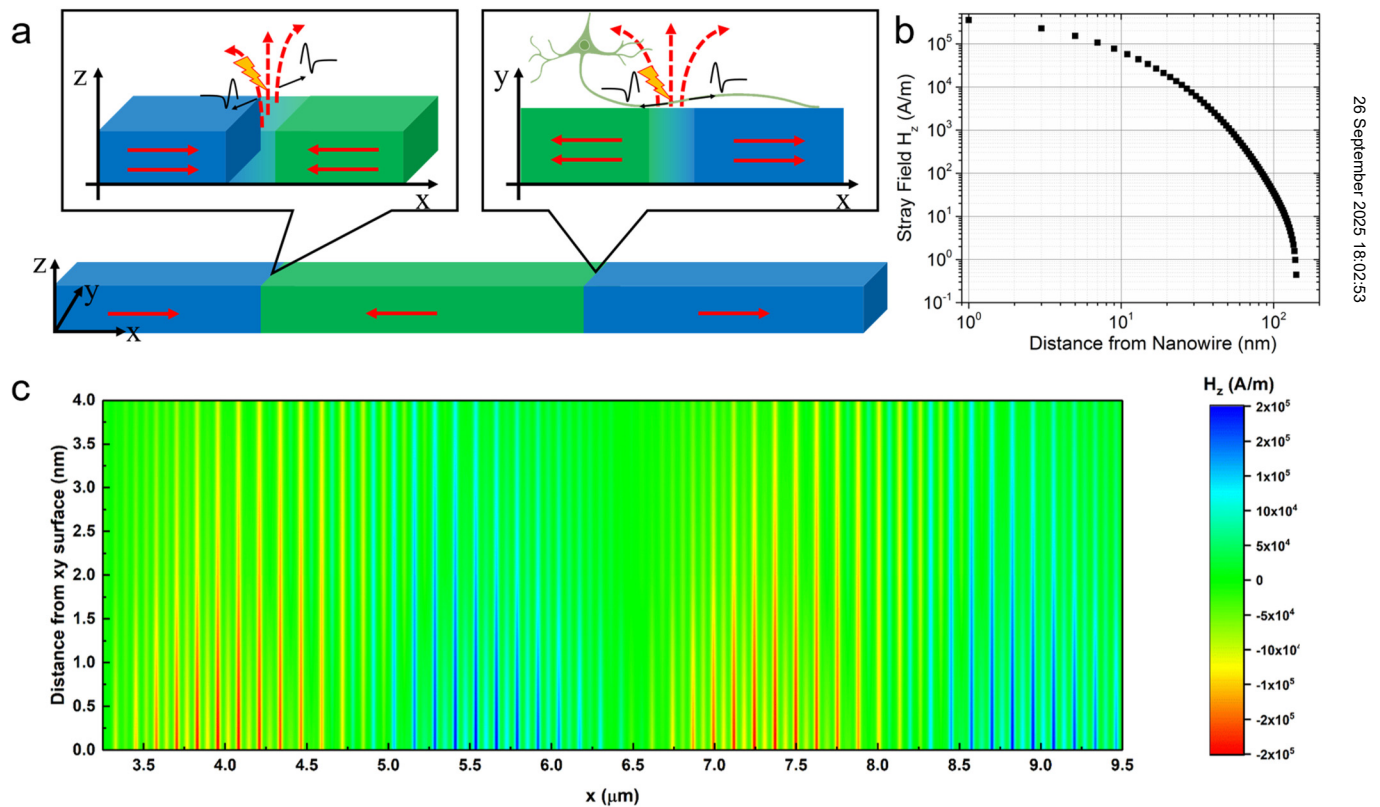 a
z
x
y
x
z
y
x
b
Stray Field H_z (A/m)
10⁵
10⁴
10³
10²
10¹
10⁰
10⁻¹
10⁰
10¹
10²
Distance from Nanowire (nm)
26 September 2025 18:02:53
c
Distance from xy surface (nm)
4.0
3.5
3.0
2.5
2.0
1.5
1.0
0.5
0.0
3.5 4.0 4.5 5.0 5.5 6.0 6.5 7.0 7.5 8.0 8.5 9.0 9.5
x (μm)
H_z (A/m)
2x10⁵
2x10⁵
1x10⁵
10x10⁴
5x10⁴
0
-5x10⁴
-10x10⁴
-1x10⁵
-2x10⁵
-2x10⁵